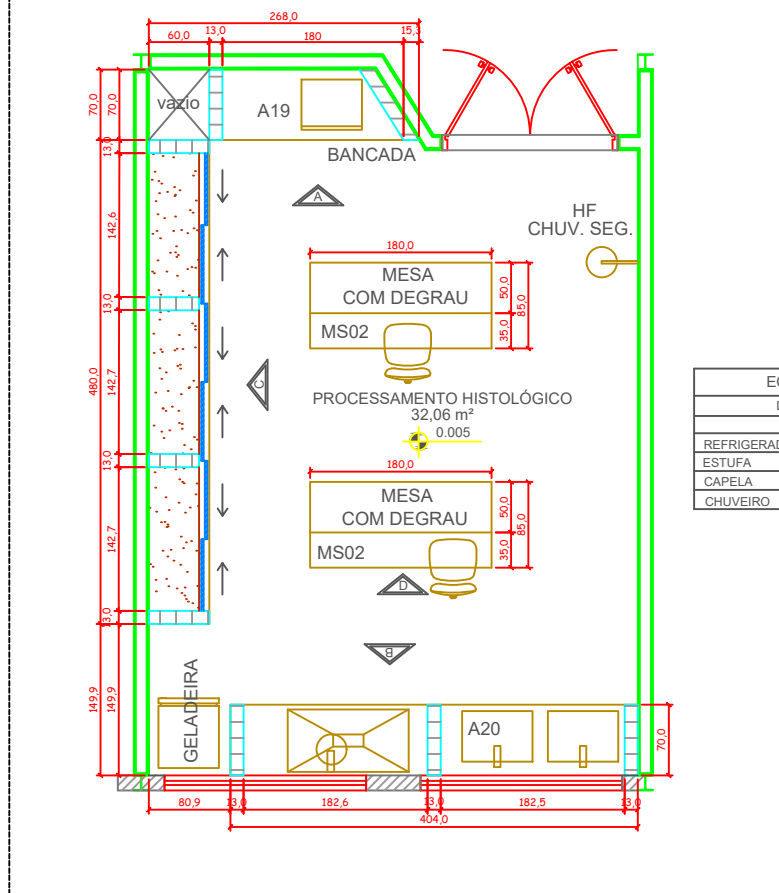 268,0
60,0
13,0
180
15,3
70,0
70,0
vazio
A19
BANCADA
13,0
A
HF
CHUV. SEG.
142,6
180,0
MESA
COM DEGRAU
50,0
85,0
MS02
35,0
13,0
480,0
142,7
C
PROCESSAMENTO HISTOLÓGICO
32,06 m²
0.005
13,0
180,0
MESA
COM DEGRAU
50,0
85,0
MS02
35,0
142,7
D
13,0
B
149,9
149,9
GELADEIRA
A20
70,0
80,9
13,0
182,6
13,0
182,5
13,0
404,0
REFRIGERAD
ESTUFA
CAPELA
CHUVEIRO